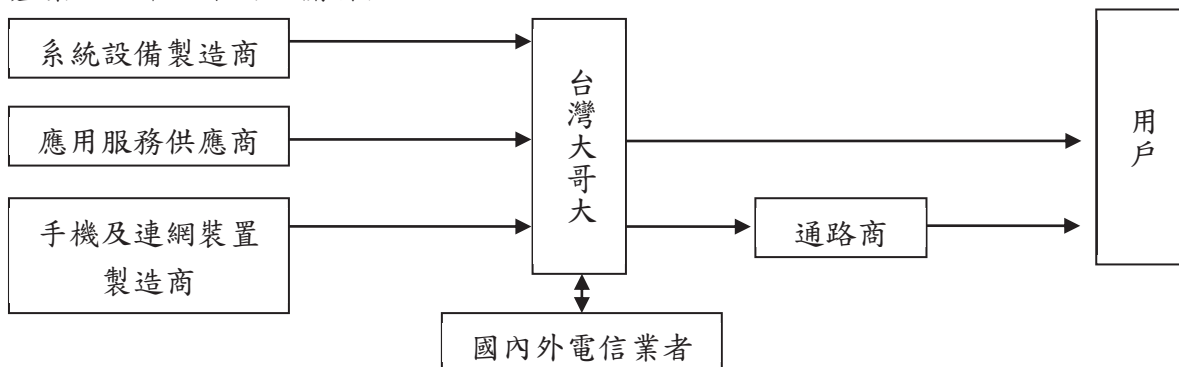 系統設備製造商
應用服務供應商
手機及連網裝置
製造商
台灣大哥大
國內外電信業者
通路商
用戶